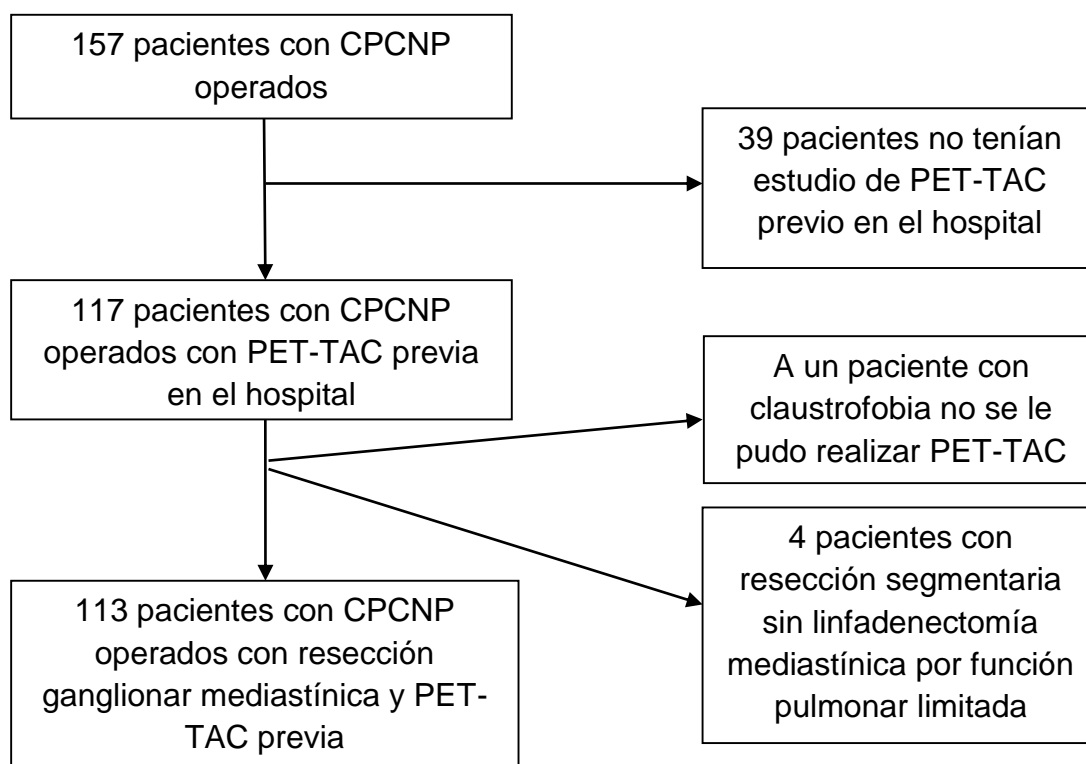 157 pacientes con CPCNP
operados
39 pacientes no tenían
estudio de PET-TAC
previo en el hospital
117 pacientes con CPCNP
operados con PET-TAC previa
en el hospital
A un paciente con
claustrofobia no se le
pudo realizar PET-TAC
4 pacientes con
resección segmentaria
sin linfadenectomía
mediastínica por función
pulmonar limitada
113 pacientes con CPCNP
operados con resección
ganglionar mediastínica y PET-
TAC previa